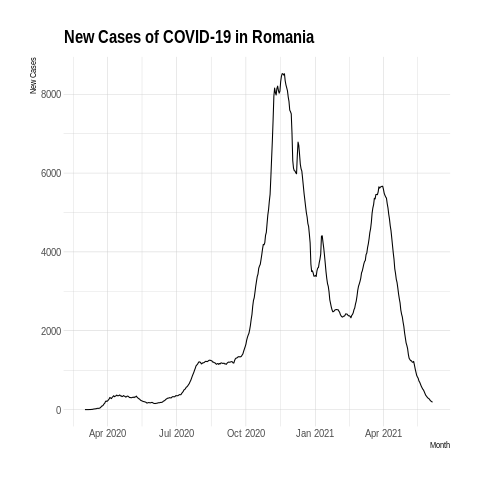 New Cases of COVID-19 in Romania
New Cases
8000
6000
4000
2000
0
Apr 2020 Jul 2020 Oct 2020 Jan 2021 Apr 2021
Month